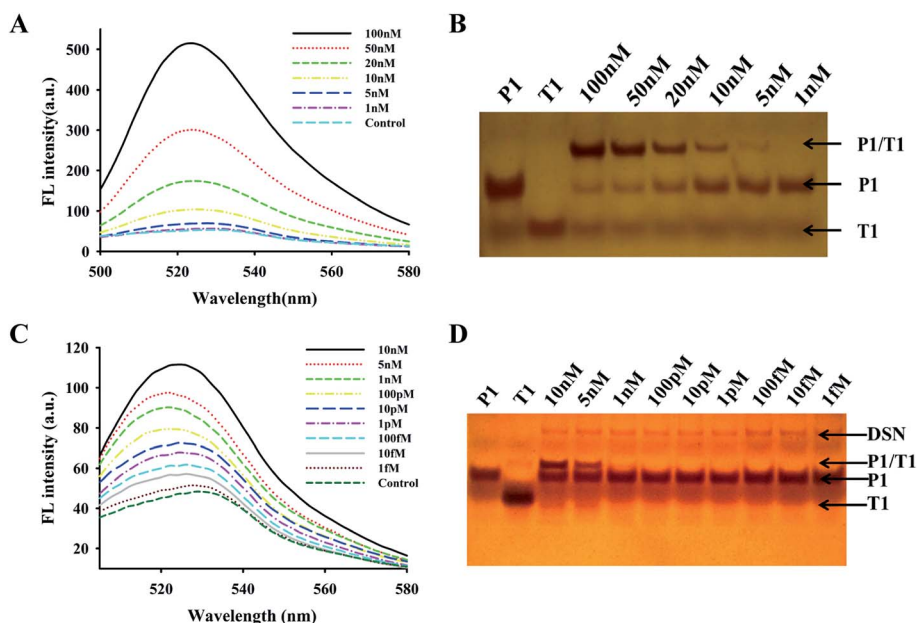 A
FL intensity(a.u.)
500
400
300
200
100
0
500
520
540
560
580
Wavelength(nm)
100nM
50nM
20nM
10nM
5nM
1nM
Control
B
P1
T1
100nM
50nM
20nM
10nM
5nM
1nM
P1/T1
P1
T1
C
FL intensity (a.u.)
120
100
80
60
40
20
520
540
560
580
Wavelength (nm)
10nM
5nM
1nM
100pM
10pM
1pM
100fM
10fM
1fM
Control
D
P1
T1
10nM
5nM
1nM
100pM
10pM
1pM
100fM
10fM
1fM
DSN
P1/T1
P1
T1